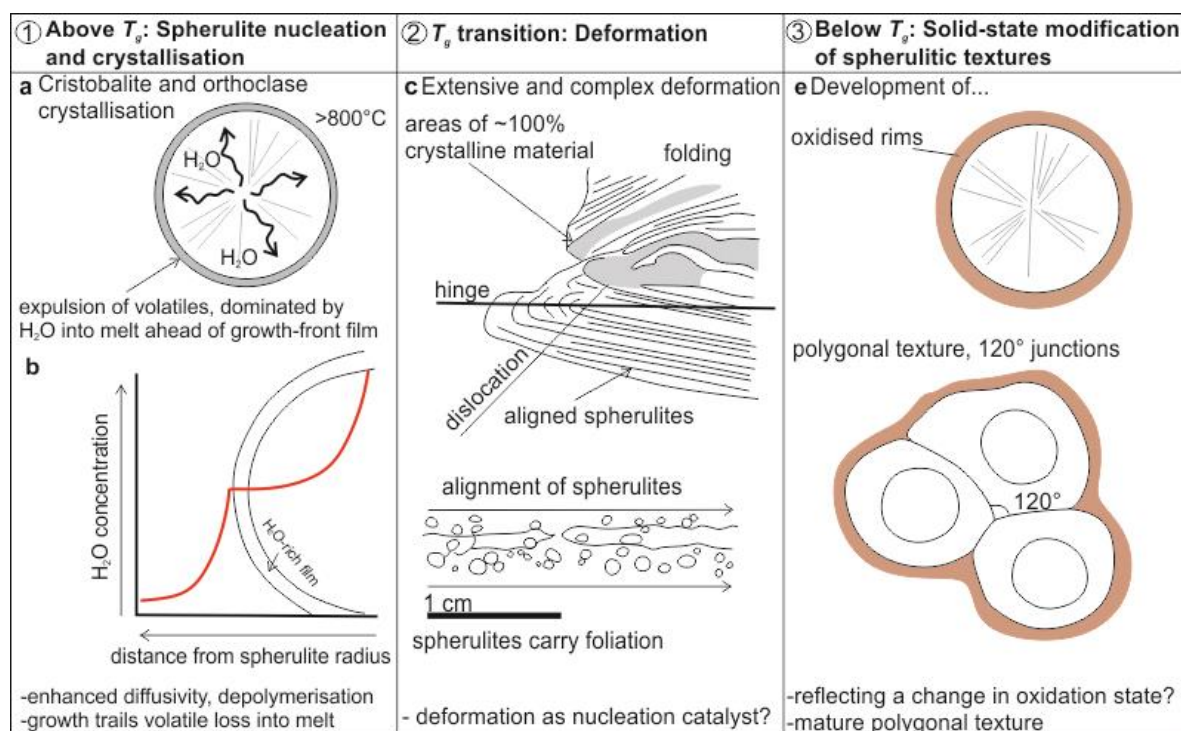 ① Above Tg: Spherulite nucleation
and crystallisation
a Cristobalite and orthoclase
crystallisation
>800°C
H₂O
H₂O
expulsion of volatiles, dominated by
H₂O into melt ahead of growth-front film
b
H₂O concentration
H₂O-rich film
distance from spherulite radius
-enhanced diffusivity, depolymerisation
-growth trails volatile loss into melt
② Tg transition: Deformation
c Extensive and complex deformation
areas of ~100%
crystalline material
folding
hinge
dislocation
aligned spherulites
alignment of spherulites
1 cm
spherulites carry foliation
- deformation as nucleation catalyst?
③ Below Tg: Solid-state modification
of spherulitic textures
e Development of...
oxidised rims
polygonal texture, 120° junctions
120°
-reflecting a change in oxidation state?
-mature polygonal texture